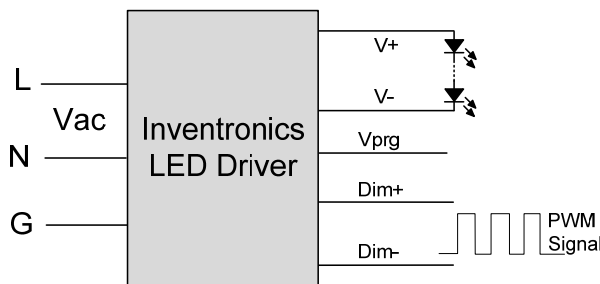 L
Vac
N
G
Inventronics
LED Driver
V+
V-
Vprg
Dim+
Dim-
PWM
Signal